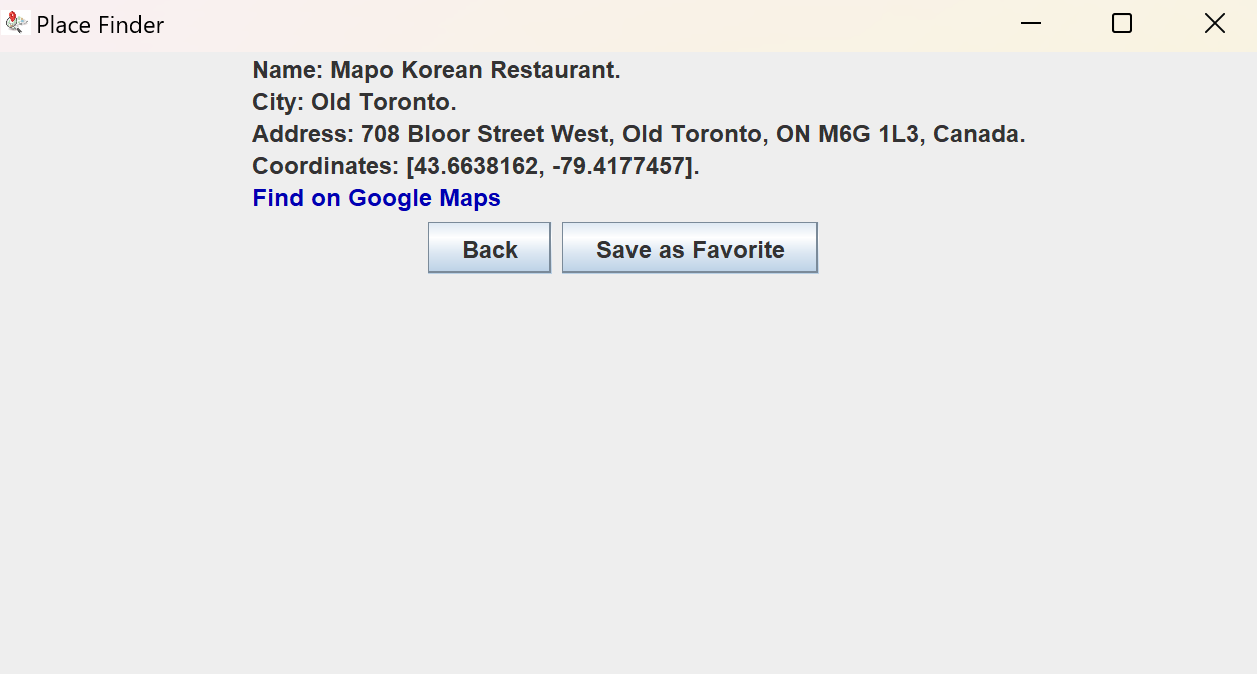 Place Finder
Name: Mapo Korean Restaurant.
City: Old Toronto.
Address: 708 Bloor Street West, Old Toronto, ON M6G 1L3, Canada.
Coordinates: [43.6638162, -79.4177457].
Find on Google Maps
Back Save as Favorite